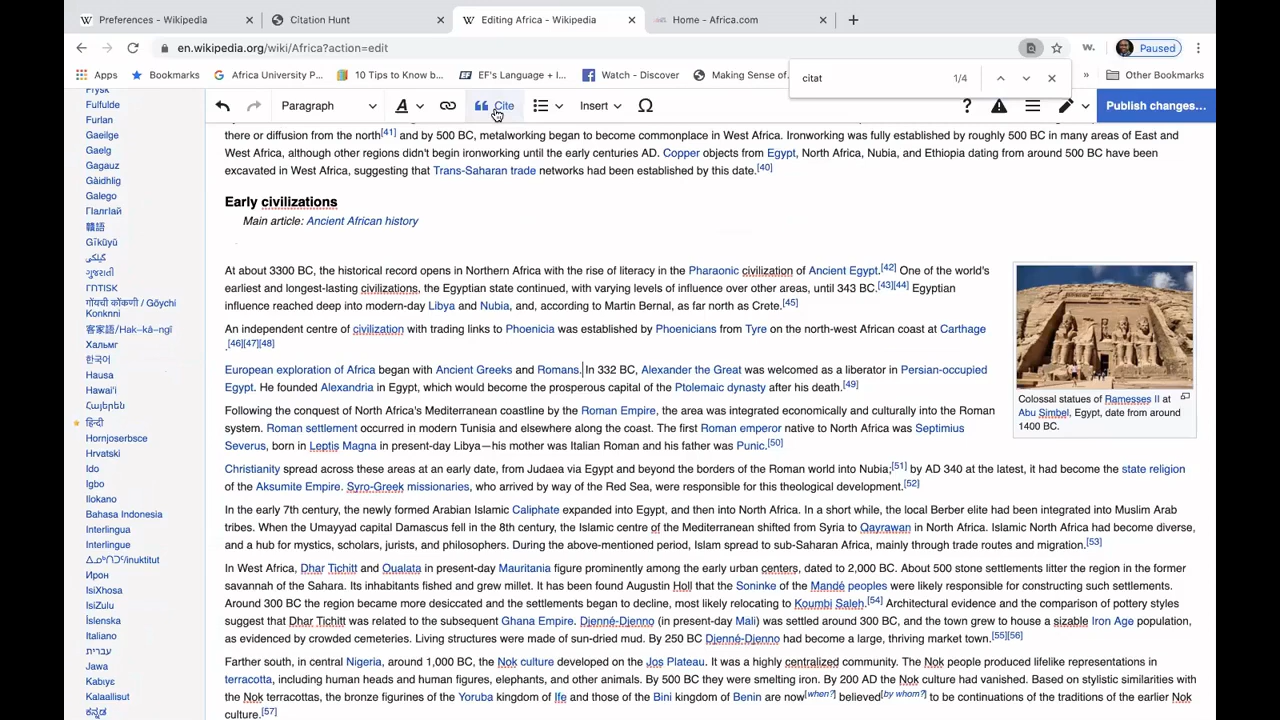 Preferences - Wikipedia
Citation Hunt
Editing Africa - Wikipedia
Home - Africa.com
en.wikipedia.org/wiki/Africa?action=edit
W.
Paused
Apps
Bookmarks
Africa University P...
10 Tips to Know b...
EF's Language + I...
Watch - Discover
Making Sense of...
citat
1/4
»
Other Bookmarks
Paragraph
A
Cite
Insert
Ω
?
Publish changes...
Frysk
Fulfulde
Furlan
Gaeilge
Gaelg
Gagauz
Gàidhlig
Galego
ГӀалгӀай
贛語
Gĩkũyũ
گیلکی
ગુજરાતી
गोंयची कोंकणी / Gõychi
Konknni
客家語/Hak-kâ-ngî
Хальмг
한국어
Hausa
Hawaiʻi
Հայերեն
हिन्दी
Hornjoserbsce
Hrvatski
Ido
Igbo
Ilokano
Bahasa Indonesia
Interlingua
Interlingue
ᐃᓄᒃᑎᑐᑦ/inuktitut
Ирон
IsiXhosa
IsiZulu
Íslenska
Italiano
עברית
Jawa
Kabɩyɛ
Kalaallisut
ಕನ್ನಡ
there or diffusion from the north[41] and by 500 BC, metalworking began to become commonplace in West Africa. Ironworking was fully established by roughly 500 BC in many areas of East and
West Africa, although other regions didn't begin ironworking until the early centuries AD. Copper objects from Egypt, North Africa, Nubia, and Ethiopia dating from around 500 BC have been
excavated in West Africa, suggesting that Trans-Saharan trade networks had been established by this date.[40]
Early civilizations
Main article: Ancient African history
At about 3300 BC, the historical record opens in Northern Africa with the rise of literacy in the Pharaonic civilization of Ancient Egypt.[42] One of the world's
earliest and longest-lasting civilizations, the Egyptian state continued, with varying levels of influence over other areas, until 343 BC.[43][44] Egyptian
influence reached deep into modern-day Libya and Nubia, and, according to Martin Bernal, as far north as Crete.[45]
An independent centre of civilization with trading links to Phoenicia was established by Phoenicians from Tyre on the north-west African coast at Carthage
.[46][47][48]
European exploration of Africa began with Ancient Greeks and Romans. In 332 BC, Alexander the Great was welcomed as a liberator in Persian-occupied
Egypt. He founded Alexandria in Egypt, which would become the prosperous capital of the Ptolemaic dynasty after his death.[49]
Colossal statues of Ramesses II at
Abu Simbel, Egypt, date from around
1400 BC.
Following the conquest of North Africa's Mediterranean coastline by the Roman Empire, the area was integrated economically and culturally into the Roman
system. Roman settlement occurred in modern Tunisia and elsewhere along the coast. The first Roman emperor native to North Africa was Septimius
Severus, born in Leptis Magna in present-day Libya—his mother was Italian Roman and his father was Punic.[50]
Christianity spread across these areas at an early date, from Judaea via Egypt and beyond the borders of the Roman world into Nubia;[51] by AD 340 at the latest, it had become the state religion
of the Aksumite Empire. Syro-Greek missionaries, who arrived by way of the Red Sea, were responsible for this theological development.[52]
In the early 7th century, the newly formed Arabian Islamic Caliphate expanded into Egypt, and then into North Africa. In a short while, the local Berber elite had been integrated into Muslim Arab
tribes. When the Umayyad capital Damascus fell in the 8th century, the Islamic centre of the Mediterranean shifted from Syria to Qayrawan in North Africa. Islamic North Africa had become diverse,
and a hub for mystics, scholars, jurists, and philosophers. During the above-mentioned period, Islam spread to sub-Saharan Africa, mainly through trade routes and migration.[53]
In West Africa, Dhar Tichitt and Oualata in present-day Mauritania figure prominently among the early urban centers, dated to 2,000 BC. About 500 stone settlements litter the region in the former
savannah of the Sahara. Its inhabitants fished and grew millet. It has been found Augustin Holl that the Soninke of the Mandé peoples were likely responsible for constructing such settlements.
Around 300 BC the region became more desiccated and the settlements began to decline, most likely relocating to Koumbi Saleh.[54] Architectural evidence and the comparison of pottery styles
suggest that Dhar Tichitt was related to the subsequent Ghana Empire. Djenné-Djenno (in present-day Mali) was settled around 300 BC, and the town grew to house a sizable Iron Age population,
as evidenced by crowded cemeteries. Living structures were made of sun-dried mud. By 250 BC Djenné-Djenno had become a large, thriving market town.[55][56]
Farther south, in central Nigeria, around 1,000 BC, the Nok culture developed on the Jos Plateau. It was a highly centralized community. The Nok people produced lifelike representations in
terracotta, including human heads and human figures, elephants, and other animals. By 500 BC they were smelting iron. By 200 AD the Nok culture had vanished. Based on stylistic similarities with
the Nok terracottas, the bronze figurines of the Yoruba kingdom of Ife and those of the Bini kingdom of Benin are now[when?] believed[by whom?] to be continuations of the traditions of the earlier Nok
culture.[57]